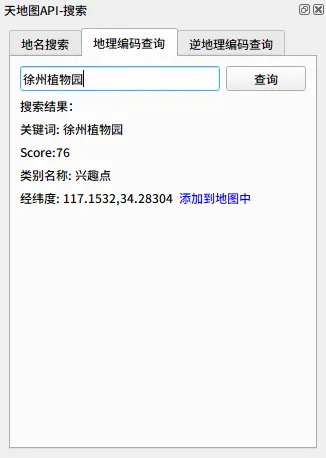 天地图API-搜索
地名搜索 地理编码查询 逆地理编码查询
徐州植物园 查询
搜索结果：
关键词: 徐州植物园
Score:76
类别名称: 兴趣点
经纬度: 117.1532,34.28304 添加到地图中